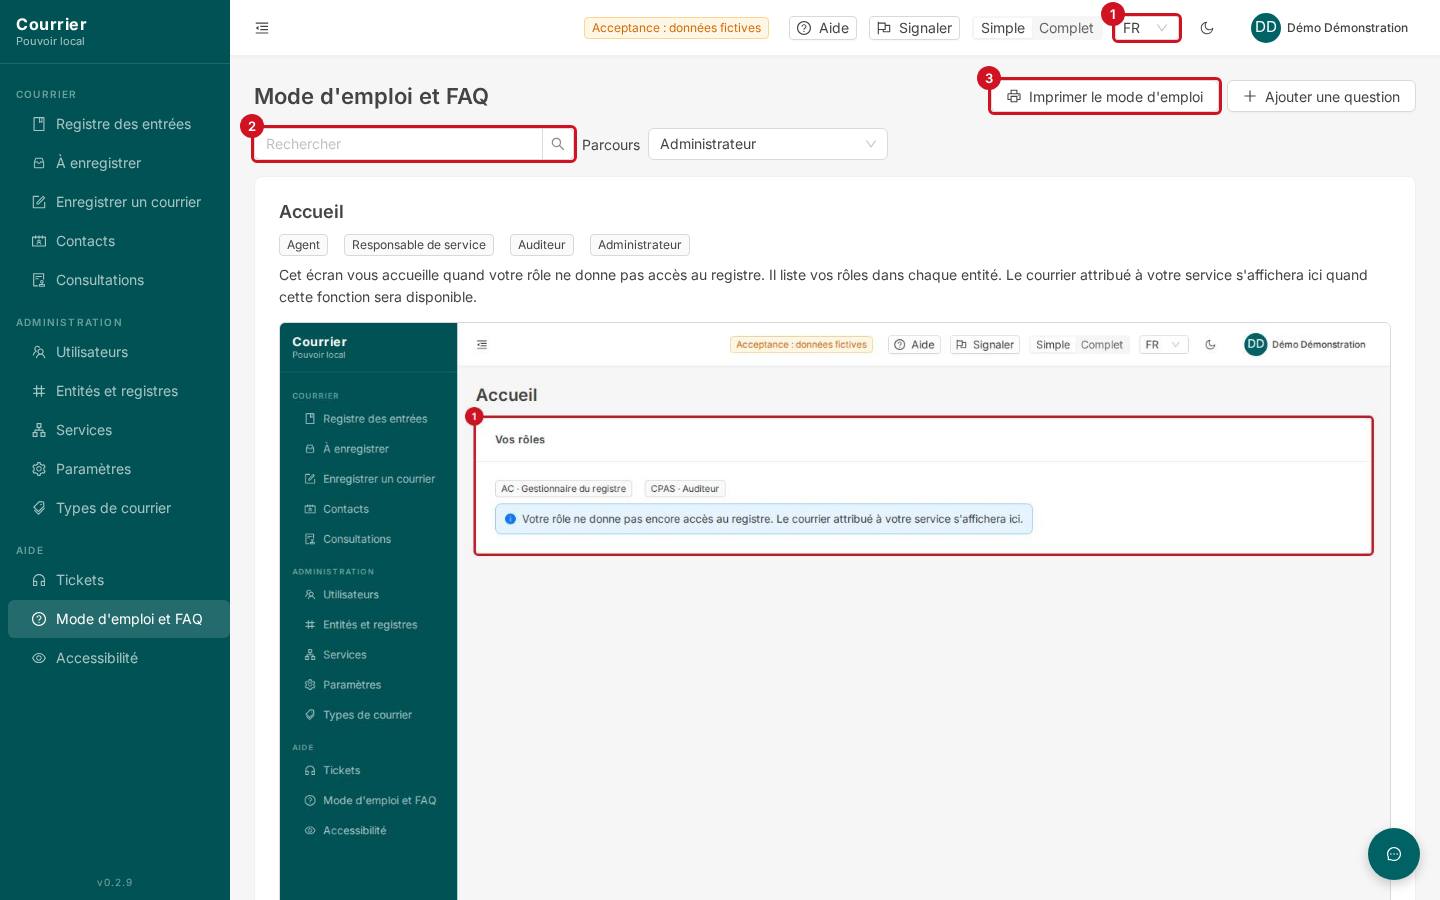 Courrier
Pouvoir local
COURRIER
Registre des entrées
À enregistrer
Enregistrer un courrier
Contacts
Consultations
ADMINISTRATION
Utilisateurs
Entités et registres
Services
Paramètres
Types de courrier
AIDE
Tickets
Mode d'emploi et FAQ
Accessibilité
v0.2.9
Acceptance : données fictives
Aide
Signaler
Simple Complet
1
FR
DD Démo Démonstration
Mode d'emploi et FAQ
3
Imprimer le mode d'emploi
Ajouter une question
2
Rechercher
Parcours
Administrateur
Accueil
Agent Responsable de service Auditeur Administrateur
Cet écran vous accueille quand votre rôle ne donne pas accès au registre. Il liste vos rôles dans chaque entité. Le courrier attribué à votre service s'affichera ici quand
cette fonction sera disponible.
Courrier
Pouvoir local
COURRIER
Registre des entrées
À enregistrer
Enregistrer un courrier
Contacts
Consultations
ADMINISTRATION
Utilisateurs
Entités et registres
Services
Paramètres
Types de courrier
AIDE
Tickets
Mode d'emploi et FAQ
Accessibilité
Acceptance : données fictives
Aide
Signaler
Simple Complet
FR
DD Démo Démonstration
Accueil
1
Vos rôles
AC · Gestionnaire du registre CPAS · Auditeur
Votre rôle ne donne pas encore accès au registre. Le courrier attribué à votre service s'affichera ici.